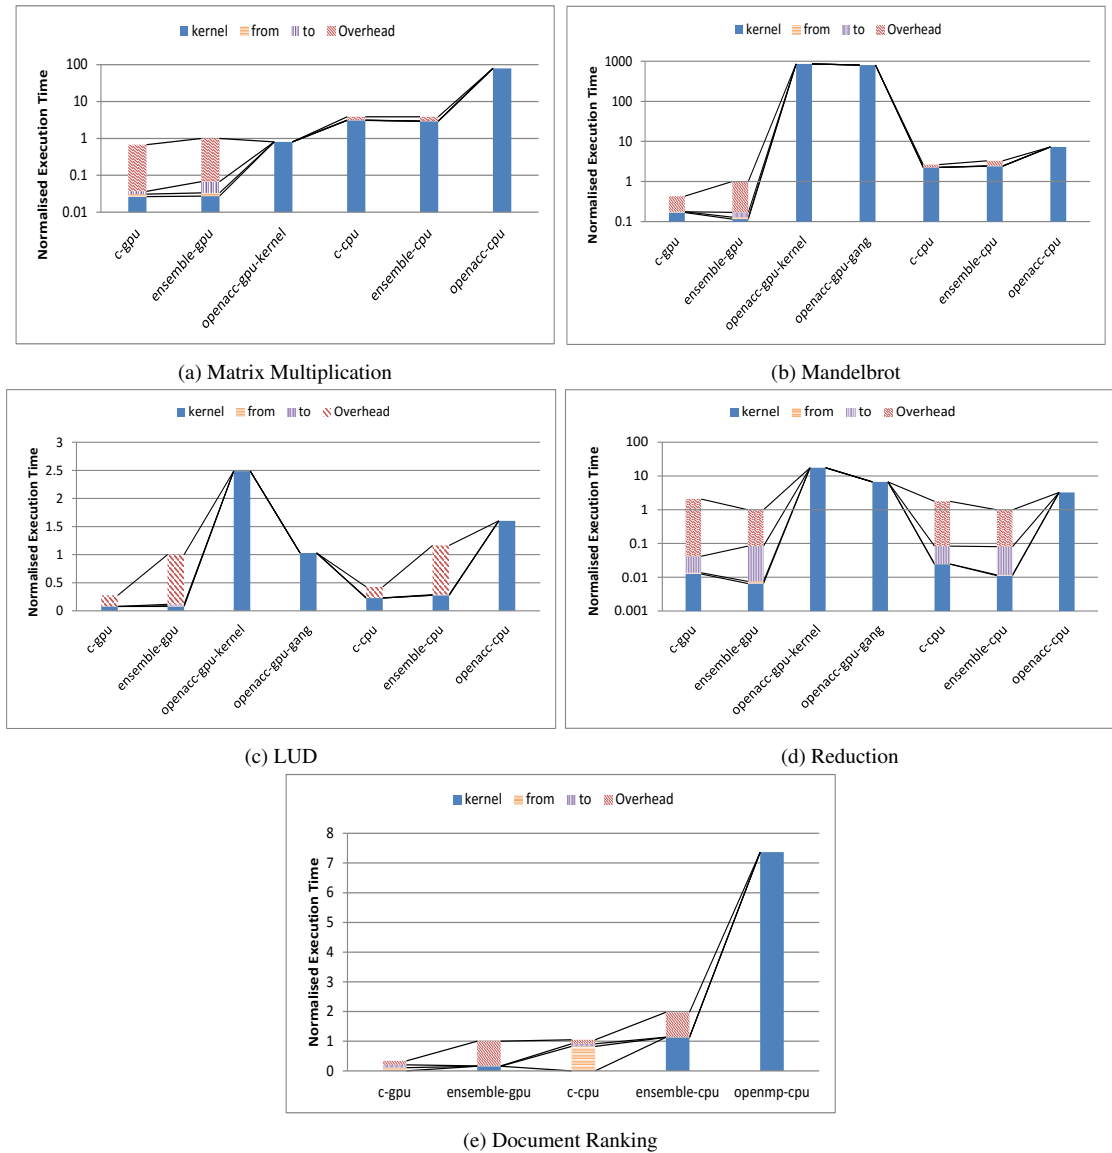 kernel from to Overhead
Normalised Execution Time
100
10
1
0.1
0.01
c-gpu
ensemble-gpu
openacc-gpu-kernel
c-cpu
ensemble-cpu
openacc-cpu
(a) Matrix Multiplication
kernel from to Overhead
Normalised Execution Time
1000
100
10
1
0.1
c-gpu
ensemble-gpu
openacc-gpu-kernel
openacc-gpu-gang
c-cpu
ensemble-cpu
openacc-cpu
(b) Mandelbrot
kernel from to Overhead
Normalised Execution Time
3
2.5
2
1.5
1
0.5
0
c-gpu
ensemble-gpu
openacc-gpu-kernel
openacc-gpu-gang
c-cpu
ensemble-cpu
openacc-cpu
(c) LUD
kernel from to Overhead
Normalised Execution Time
100
10
1
0.1
0.01
0.001
c-gpu
ensemble-gpu
openacc-gpu-kernel
openacc-gpu-gang
c-cpu
ensemble-cpu
openacc-cpu
(d) Reduction
kernel from to Overhead
Normalised Execution Time
8
7
6
5
4
3
2
1
0
c-gpu ensemble-gpu c-cpu ensemble-cpu openmp-cpu
(e) Document Ranking